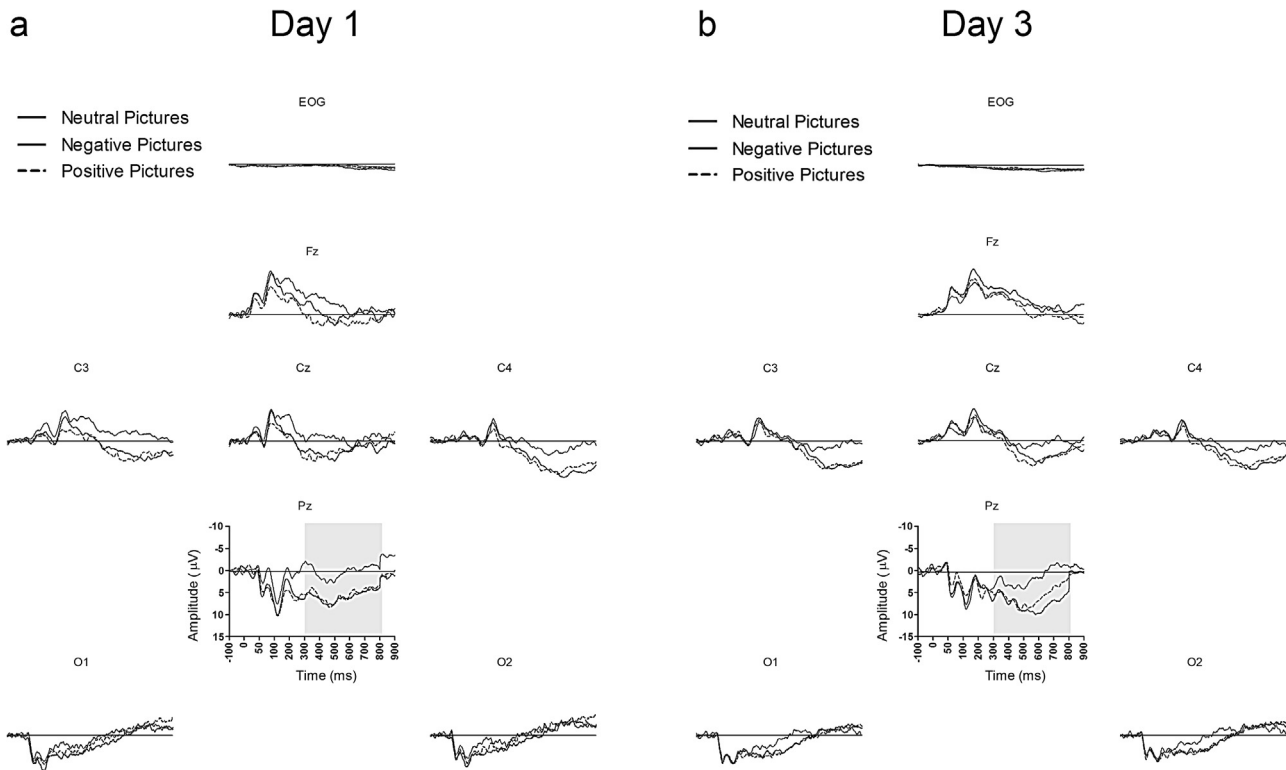 a
Day 1
EOG
Neutral Pictures
Negative Pictures
Positive Pictures
Fz
C3
Cz
C4
Pz
Amplitude ( μV)
-10
-5
0
5
10
15
-100
0
50
100
200
300
400
500
600
700
800
900
Time (ms)
O1
O2
b
Day 3
EOG
Neutral Pictures
Negative Pictures
Positive Pictures
Fz
C3
Cz
C4
Pz
Amplitude ( μV)
-10
-5
0
5
10
-15
-100
0
50
100
200
300
400
500
600
700
800
900
Time (ms)
O1
O2